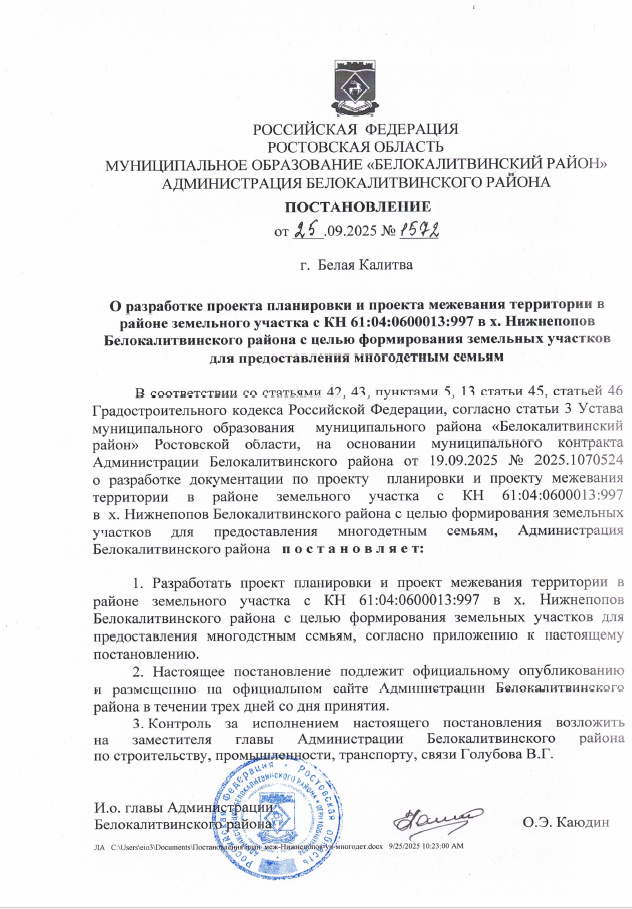 РОССИЙСКАЯ ФЕДЕРАЦИЯ
РОСТОВСКАЯ ОБЛАСТЬ
МУНИЦИПАЛЬНОЕ ОБРАЗОВАНИЕ «БЕЛОКАЛИТВИНСКИЙ РАЙОН»
АДМИНИСТРАЦИЯ БЕЛОКАЛИТВИНСКОГО РАЙОНА
ПОСТАНОВЛЕНИЕ
от 25.09.2025 № 1572
г. Белая Калитва
О разработке проекта планировки и проекта межевания территории в
районе земельного участка с КН 61:04:0600013:997 в х. Нижнепопов
Белокалитвинского района с целью формирования земельных участков
для предоставления многодетным семьям
В соответствии со статьями 42, 43, пунктами 5, 13 статьи 45, статьей 46
Градостроительного кодекса Российской Федерации, согласно статьи 3 Устава
муниципального образования муниципального района «Белокалитвинский
район» Ростовской области, на основании муниципального контракта
Администрации Белокалитвинского района от 19.09.2025 № 2025.1070524
о разработке документации по проекту планировки и проекту межевания
территории в районе земельного участка с КН 61:04:0600013:997
в х. Нижнепопов Белокалитвинского района с целью формирования земельных
участков для предоставления многодетным семьям, Администрация
Белокалитвинского района п о с т а н о в л я е т:
1. Разработать проект планировки и проект межевания территории в
районе земельного участка с КН 61:04:0600013:997 в х. Нижнепопов
Белокалитвинского района с целью формирования земельных участков для
предоставления многодетным семьям, согласно приложению к настоящему
постановлению.
2. Настоящее постановление подлежит официальному опубликованию
и размещению на официальном сайте Администрации Белокалитвинского
района в течении трех дней со дня принятия.
3. Контроль за исполнением настоящего постановления возложить
на заместителя главы Администрации Белокалитвинского района
по строительству, промышленности, транспорту, связи Голубова В.Г.
И.о. главы Администрации
Белокалитвинского района
О.Э. Каюдин
Российская Федерация • Ростовская область
ЛА C:\Users\eio3\Documents\Постановления\план-меж-Нижнепопов-уч-многодет.docx 9/25/2025 10:23:00 AM